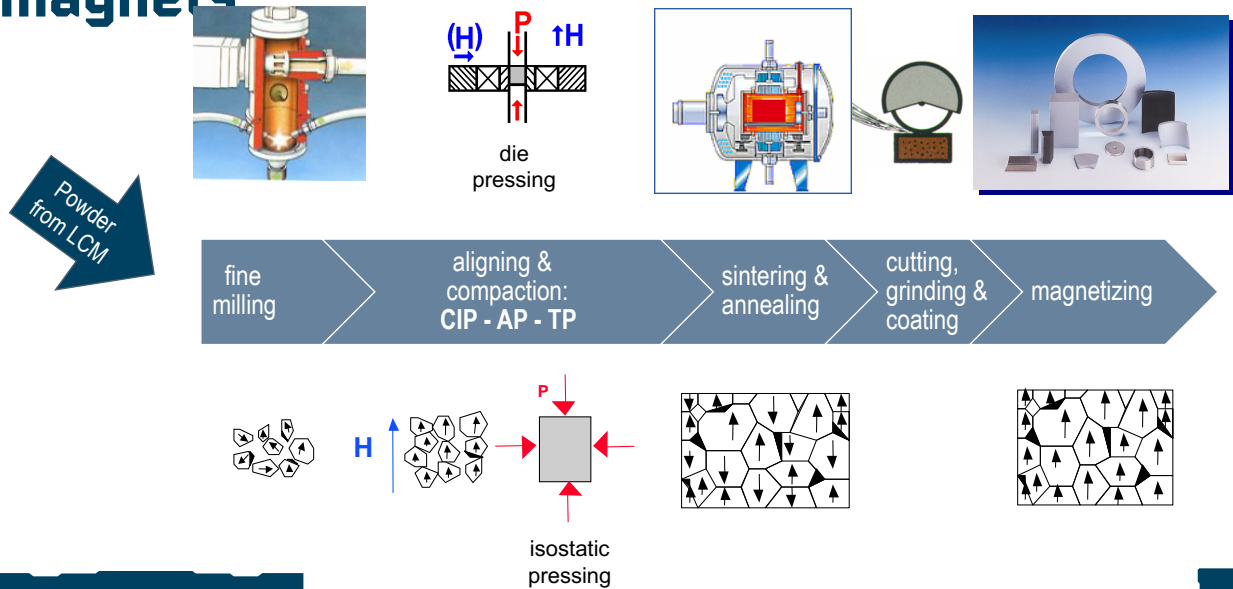 magnets
(H)
P
↑H
die
pressing
Powder
from LCM
fine
milling
aligning &
compaction:
CIP - AP - TP
sintering &
annealing
cutting,
grinding &
coating
magnetizing
P
H
isostatic
pressing